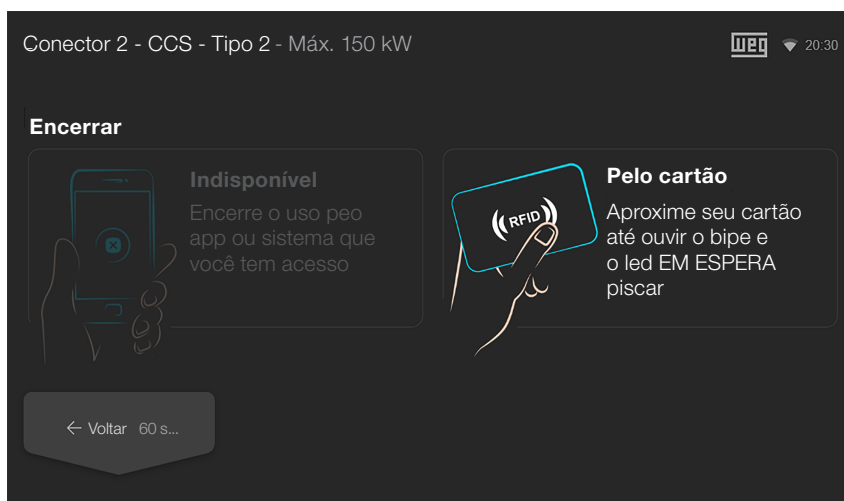 Conector 2 - CCS - Tipo 2 - Máx. 150 kW
weg
20:30
Encerrar
Indisponível
Encerre o uso peo
app ou sistema que
você tem acesso
RFID
Pelo cartão
Aproxime seu cartão
até ouvir o bipe e
o led EM ESPERA
piscar
Voltar 60 s...